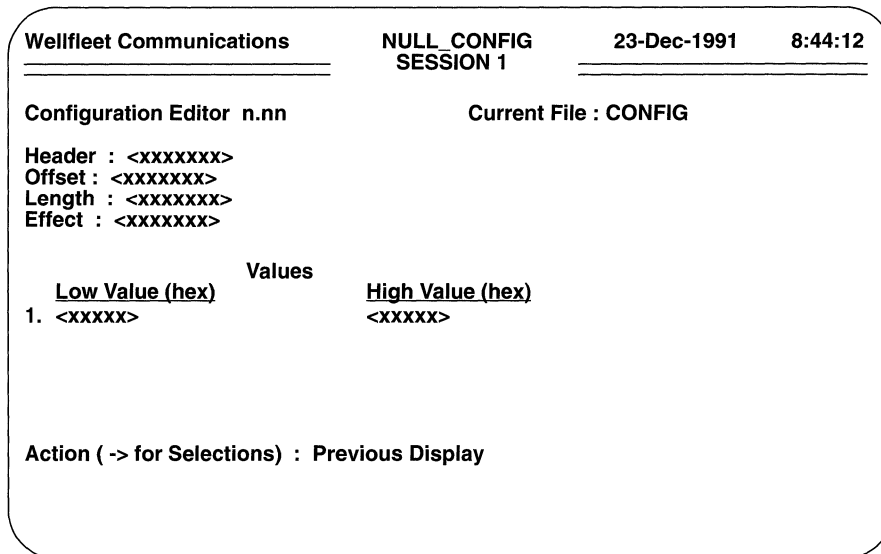 Wellfleet Communications NULL_CONFIG 23-Dec-1991 8:44:12
SESSION 1
Configuration Editor n.nn Current File : CONFIG
Header : <xxxxxxx>
Offset : <xxxxxxx>
Length : <xxxxxxx>
Effect : <xxxxxxx>
Values
Low Value (hex) High Value (hex)
1. <xxxxx> <xxxxx>
Action ( -> for Selections) : Previous Display